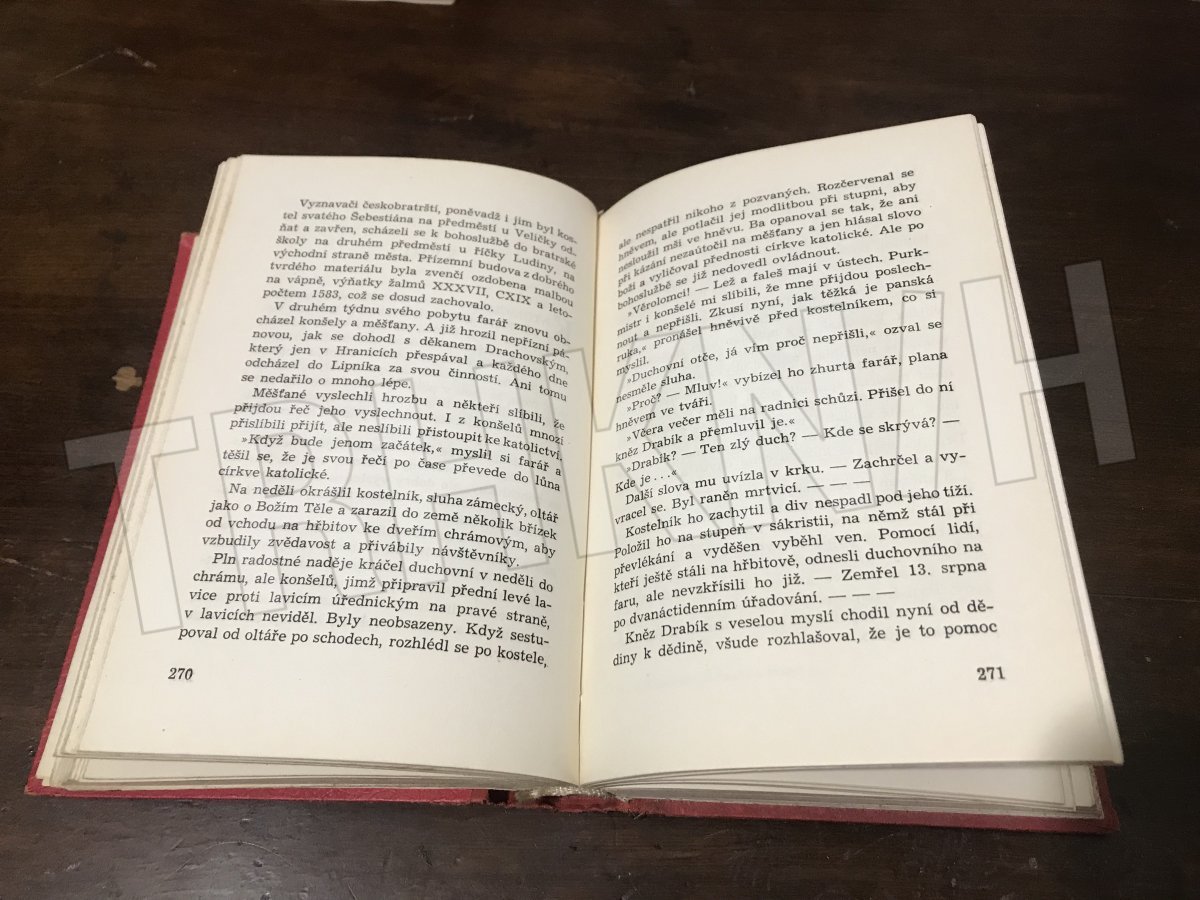 Vyznavači českobratrští, poněvadž i jim byl kos-
tel svatého Šebestiána na předměstí u Veličky od-
ňat a zavřen, scházeli se k bohoslužbě do bratrské
školy na druhém předměstí u říčky Ludiny, na
východní straně města. Přízemní budova z dobrého
tvrdého materiálu byla zvenčí ozdobena malbou
na vápně, výňatky žalmů XXXVII, CXIX a leto-
počtem 1583, což se dosud zachovalo.
V druhém týdnu svého pobytu farář znovu ob-
cházel konšely a měšťany. A již hrozil nepřízní pá-
novou, jak se dohodl s děkanem Drachovským,
který jen v Hranicích přespával a každého dne
odcházel do Lipníka za svou činností. Ani tomu
se nedařilo o mnoho lépe.
Měšťané vyslechli hrozbu a někteří slíbili, že
přijdou řeč jeho vyslechnout. I z konšelů mnozí
přislíbili přijít, ale neslíbili přistoupit ke katolictví.
»Když bude jenom začátek,« myslil si farář a
těšil se, že je svou řečí po čase převede do lůna
církve katolické.
Na neděli okrášlil kostelník, sluha zámecký, oltář
jako o Božím Těle a zarazil do země několik břízek
od vchodu na hřbitov ke dveřím chrámovým, aby
vzbudily zvědavost a přivábily návštěvníky.
Pln radostné naděje kráčel duchovní v neděli do
chrámu, ale konšelů, jímž připravil přední levé la-
vice proti lavicím úřednickým na pravé straně,
v lavicích neviděl. Byly neobsazeny. Když sestu-
poval od oltáře po schodech, rozhlédl se po kostele,
270
ale nespatřil nikoho z pozvaných. Rozčervenal se
hněvem, ale potlačil jej modlitbou při stupni, aby
nesloužil mši ve hněvu. Ba opanoval se tak, že ani
při kázání nezaútočil na měšťany a jen hlásal slovo
boží a vyličoval přednosti církve katolické. Ale po
bohoslužbě se již nedovedl ovládnout.
»Věrolomci! — Lež a faleš mají v ústech. Purk-
mistr i konšelé mi slíbili, že mne přijdou poslech-
nout a nepřišli. Zkusí nyní, jak těžká je panská
ruka,« pronášel hněvivě před kostelníkem, co si
myslil.
»Duchovní otče, já vím proč nepřišli,« ozval se
nesměle sluha.
»Proč? — Mluv!« vybízel ho zhurta farář, plana
hněvem ve tváři.
»Včera večer měli na radnici schůzi. Přišel do ní
kněz Drabík a přemluvil je.«
»Drabík? — Ten zlý duch? — Kde se skrývá? —
Kde je . . .«
Další slova mu uvízla v krku. — Zachrčel a vy-
vracel se. Byl raněn mrtvicí. — — —
Kostelník ho zachytil a div nespadl pod jeho tíží.
Položil ho na stupeň v sákristii, na němž stál při
převlékání a vyděšen vyběhl ven. Pomocí lidí,
kteří ještě stáli na hřbitově, odnesli duchovního na
faru, ale nevzkřísili ho již. — Zemřel 13. srpna
po dvanáctidenním úřadování. — — —
Kněz Drabík s veselou myslí chodil nyní od dě-
diny k dědině, všude rozhlašoval, že je to pomoc
271